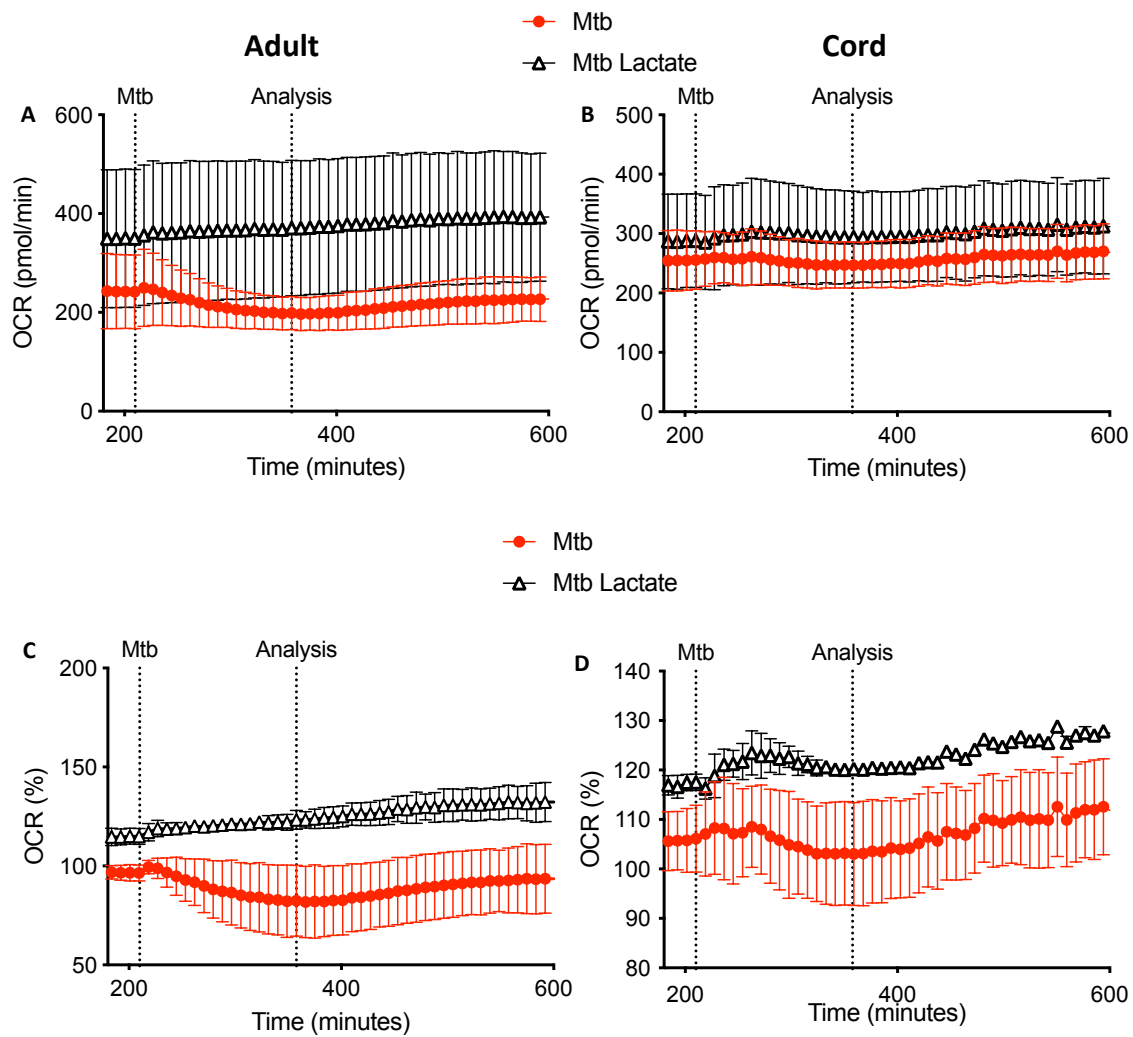 Mtb
Mtb Lactate
Adult
Cord
A
Mtb
Analysis
600
400
200
0
OCR (pmol/min)
200
400
600
Time (minutes)
B
Mtb
Analysis
500
400
300
200
100
0
OCR (pmol/min)
200
400
600
Time (minutes)
Mtb
Mtb Lactate
C
Mtb
Analysis
200
150
100
50
OCR (%)
200
400
600
Time (minutes)
D
Mtb
Analysis
140
130
120
110
100
90
80
OCR (%)
200
400
600
Time (minutes)